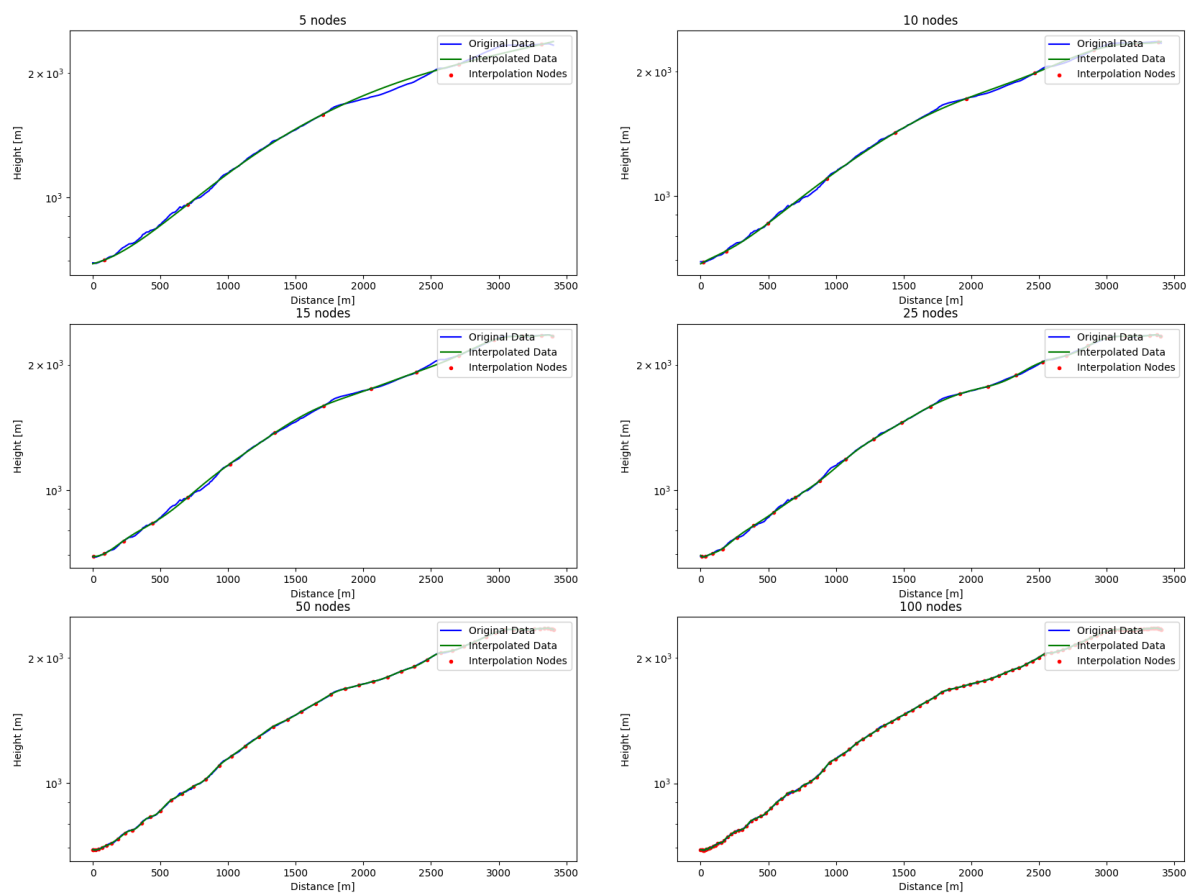 5 nodes
Original Data
Interpolated Data
Interpolation Nodes
2 × 10³
10³
Height [m]
0 500 1000 1500 2000 2500 3000 3500
Distance [m]
10 nodes
Original Data
Interpolated Data
Interpolation Nodes
2 × 10³
10³
Height [m]
0 500 1000 1500 2000 2500 3000 3500
Distance [m]
15 nodes
Original Data
Interpolated Data
Interpolation Nodes
2 × 10³
10³
Height [m]
0 500 1000 1500 2000 2500 3000 3500
Distance [m]
25 nodes
Original Data
Interpolated Data
Interpolation Nodes
2 × 10³
10³
Height [m]
0 500 1000 1500 2000 2500 3000 3500
Distance [m]
50 nodes
Original Data
Interpolated Data
Interpolation Nodes
2 × 10³
10³
Height [m]
0 500 1000 1500 2000 2500 3000 3500
Distance [m]
100 nodes
Original Data
Interpolated Data
Interpolation Nodes
2 × 10³
10³
Height [m]
0 500 1000 1500 2000 2500 3000 3500
Distance [m]